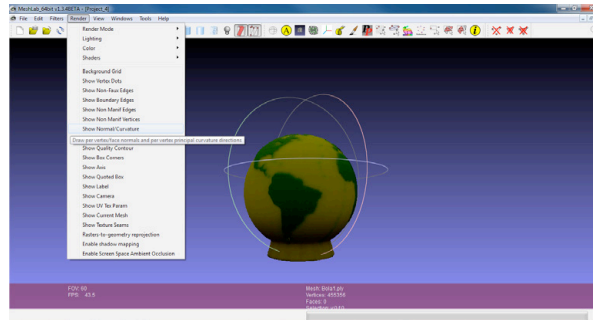 MeshLab_64bit v1.3.4BETA - [Project_4]
File Edit Filters Render View Windows Tools Help
Render Mode
Lighting
Color
Shaders
Background Grid
Show Vertex Dots
Show Non-Faux Edges
Show Boundary Edges
Show Non Manif Edges
Show Non Manif Vertices
Show Normal/Curvature
Draw per vertex/face normals and per vertex principal curvature directions
Show Quality Contour
Show Box Corners
Show Axis
Show Quoted Box
Show Label
Show Camera
Show UV Tex Param
Show Current Mesh
Show Texture Seams
Rasters-to-geometry reprojection
Enable shadow mapping
Enable Screen Space Ambient Occlusion
FOV: 60
FPS: 43.9
Mesh: Bola1.ply
Vertices: 455356
Faces: 0